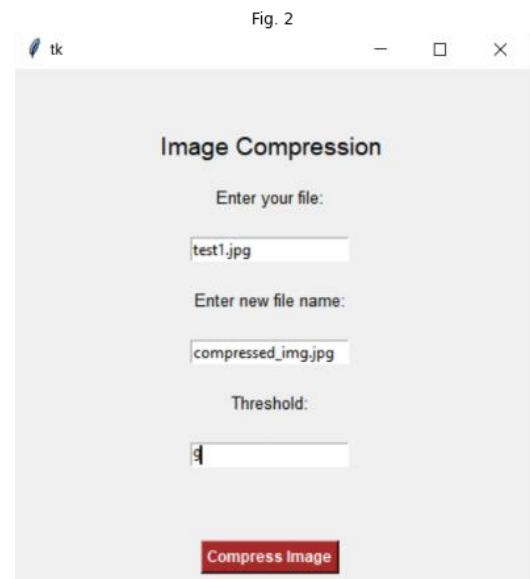 Fig. 2
tk
Image Compression
Enter your file:
test1.jpg
Enter new file name:
compressed_img.jpg
Threshold:
9
Compress Image